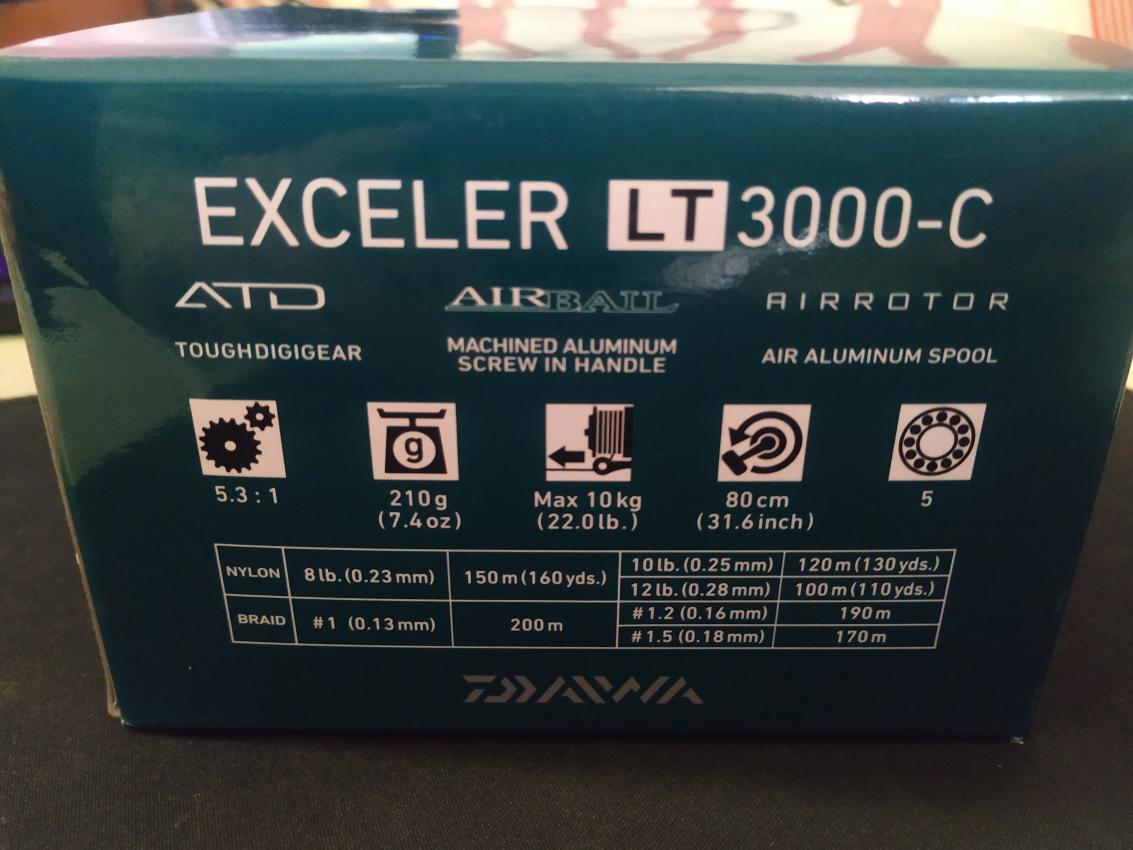 EXCELER LT 3000-C
ATD AIRBAIL AIRROTOR
TOUGHDIGIGEAR MACHINED ALUMINUM SCREW IN HANDLE AIR ALUMINUM SPOOL
g
5.3 : 1 210g (7.4oz) Max 10kg (22.0lb.) 80cm (31.6inch) 5
NYLON 8lb. (0.23mm) 150m (160yds.) 10lb. (0.25mm) 120m (130yds.)
12lb. (0.28mm) 100m (110yds.)
BRAID #1 (0.13mm) 200m #1.2 (0.16mm) 190m
#1.5 (0.18mm) 170m
DAIWA